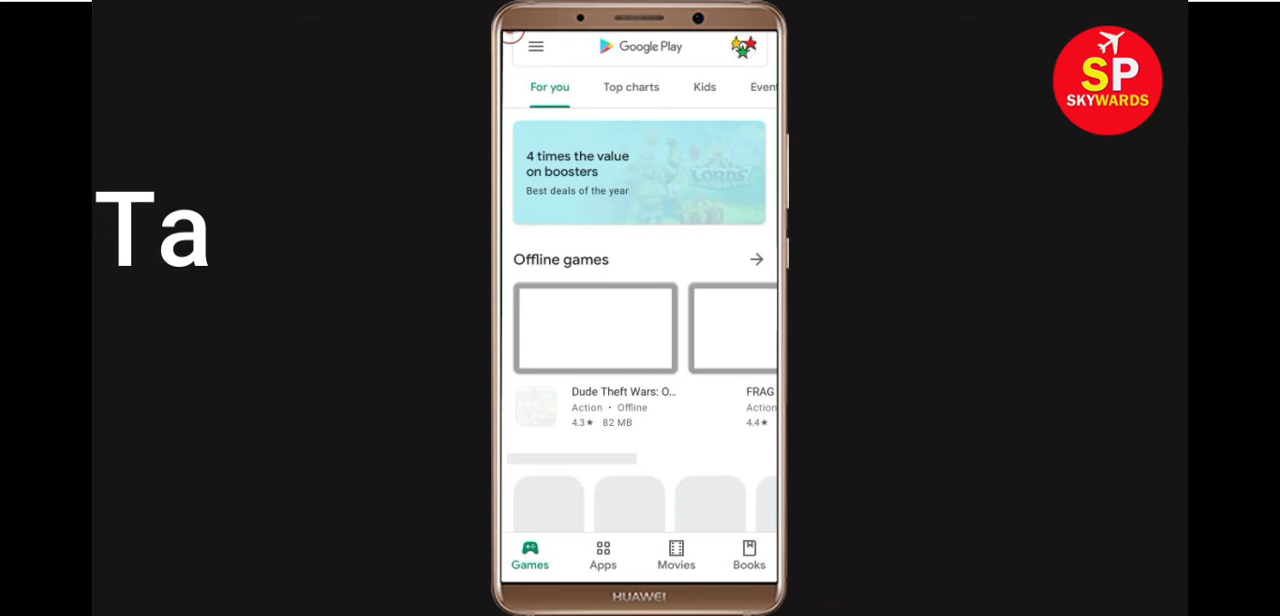 Google Play
For you Top charts Kids Even
4 times the value
on boosters
Best deals of the year
LORDS
Offline games
Dude Theft Wars: O...
Action • Offline
4.3★ 82 MB
FRAG
Action
4.4★
Games Apps Movies Books
HUAWEI
Ta
SP
SKYWARDS